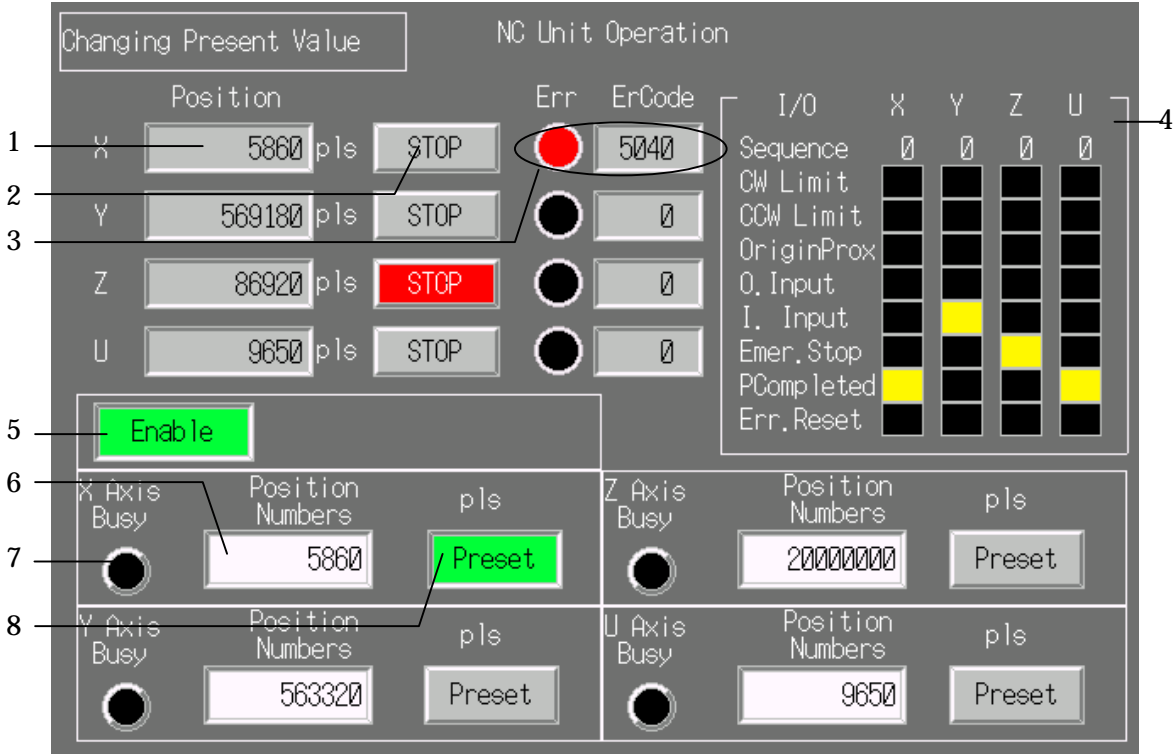 Changing Present Value
NC Unit Operation
Position Err ErCode
1 X 5860 pls STOP 5040
2 Y 569180 pls STOP 0
3 Z 86920 pls STOP 0
U 9650 pls STOP 0
I/O X Y Z U 4
Sequence 0 0 0 0
CW Limit
CCW Limit
OriginProx
O.Input
I. Input
Emer.Stop
PCompleted
Err.Reset
5 Enable
6 X Axis Busy Position Numbers pls
7 5860 Preset
Z Axis Busy Position Numbers pls
20000000 Preset
8 Y Axis Busy Position Numbers pls
563320 Preset
U Axis Busy Position Numbers pls
9650 Preset